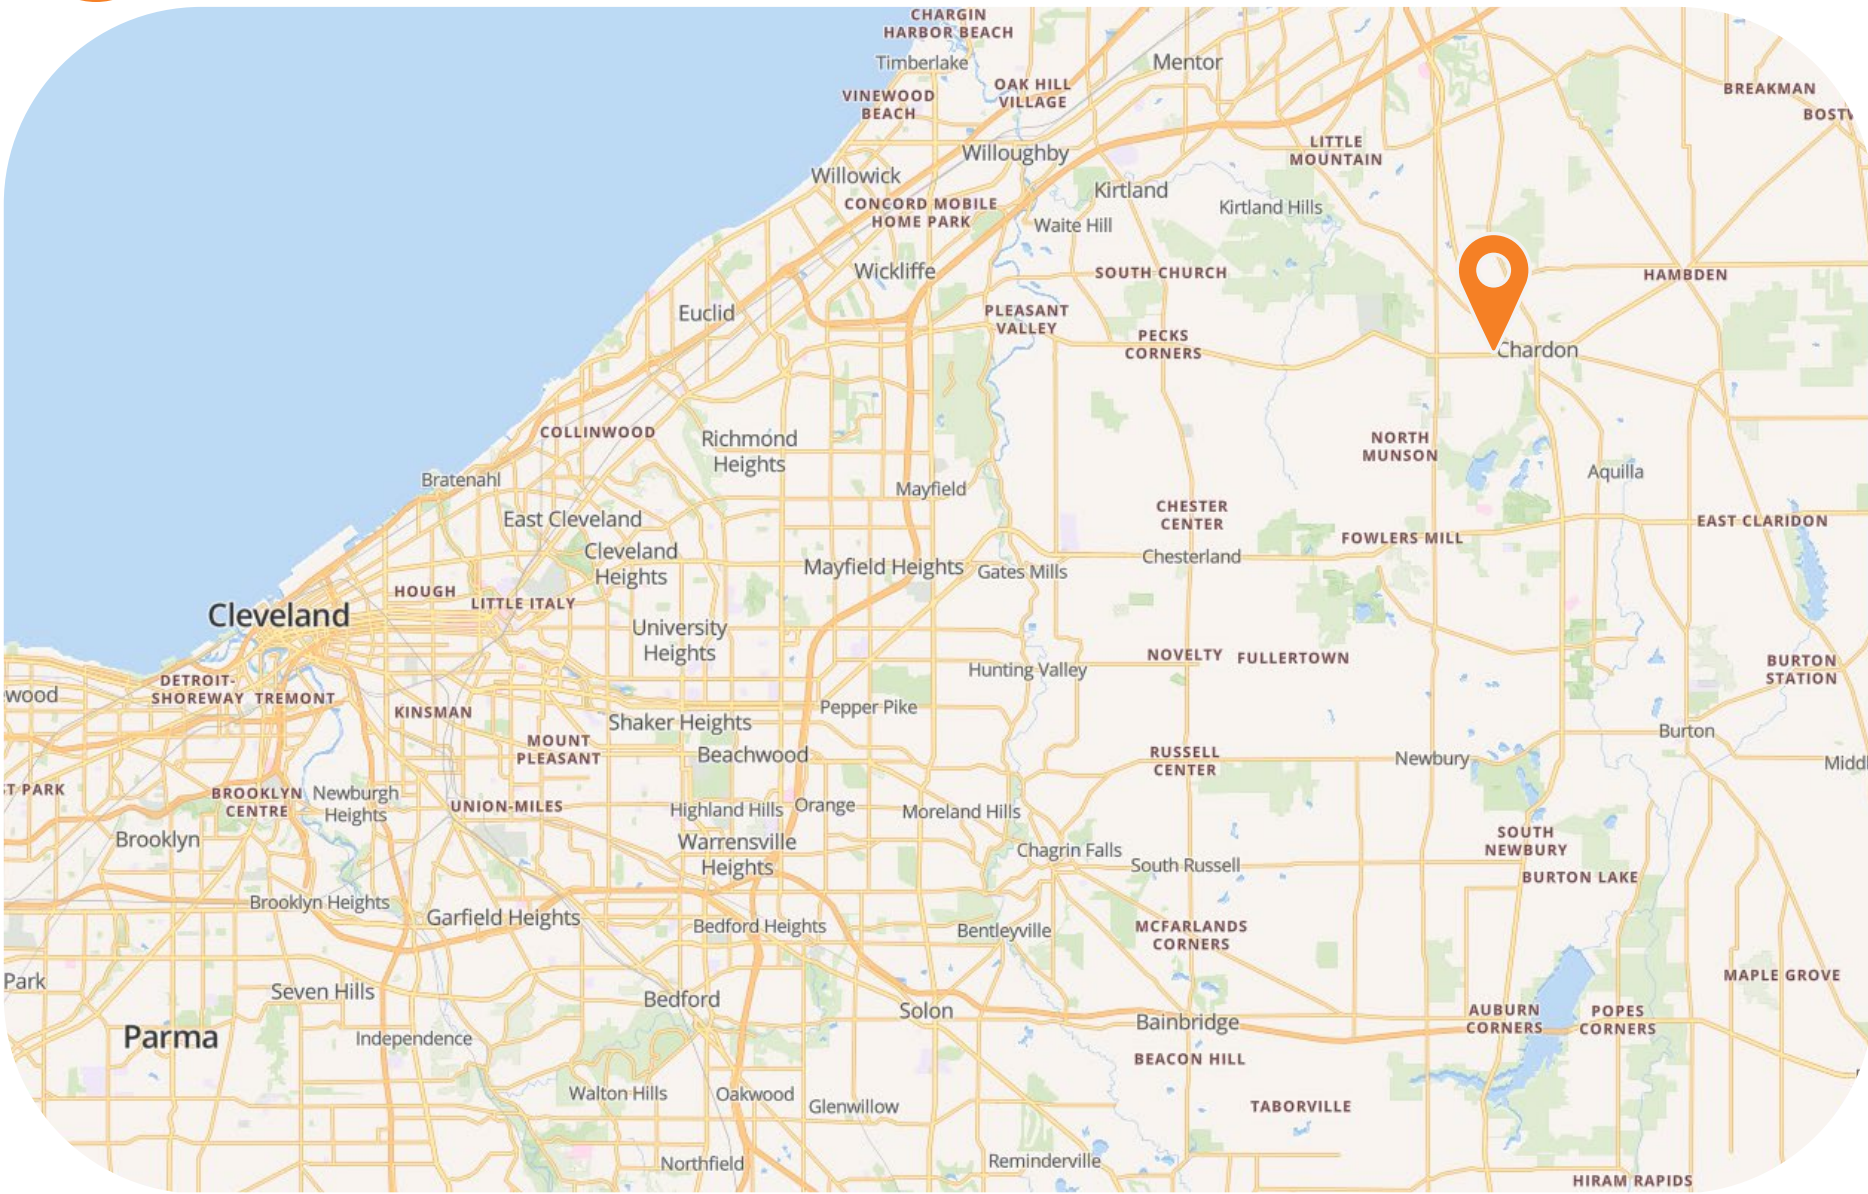 CHARGIN
HARBOR BEACH
Timberlake
Mentor
OAK HILL
VILLAGE
VINEWOOD
BEACH
BREAKMAN
BOSTW
Willoughby
LITTLE
MOUNTAIN
Willowick
Kirtland
CONCORD MOBILE
HOME PARK
Kirtland Hills
Waite Hill
Wickliffe
SOUTH CHURCH
HAMBDEN
Euclid
PLEASANT
VALLEY
PECKS
CORNERS
Chardon
COLLINWOOD
Richmond
Heights
NORTH
MUNSON
Bratenahl
Mayfield
Aquilla
East Cleveland
CHESTER
CENTER
EAST CLARIDON
Cleveland
Heights
FOWLERS MILL
Chesterland
Mayfield Heights
Gates Mills
HOUGH
LITTLE ITALY
Cleveland
University
Heights
NOVELTY
FULLERTOWN
Hunting Valley
BURTON
STATION
DETROIT-
SHOREWAY
TREMONT
ewood
KINSMAN
Pepper Pike
Shaker Heights
Burton
MOUNT
PLEASANT
Beachwood
RUSSELL
CENTER
Newbury
Middl
ST PARK
BROOKLYN
CENTRE
Newburgh
Heights
UNION-MILES
Highland Hills
Orange
Moreland Hills
Brooklyn
Warrensville
Heights
SOUTH
NEWBURY
Chagrin Falls
South Russell
BURTON LAKE
Brooklyn Heights
Garfield Heights
Bedford Heights
Bentleyville
MCFARLANDS
CORNERS
Park
Seven Hills
Bedford
MAPLE GROVE
Solon
Bainbridge
AUBURN
CORNERS
POPES
CORNERS
Parma
Independence
BEACON HILL
Walton Hills
Oakwood
Glenwillow
TABORVILLE
Northfield
Reminderville
HIRAM RAPIDS